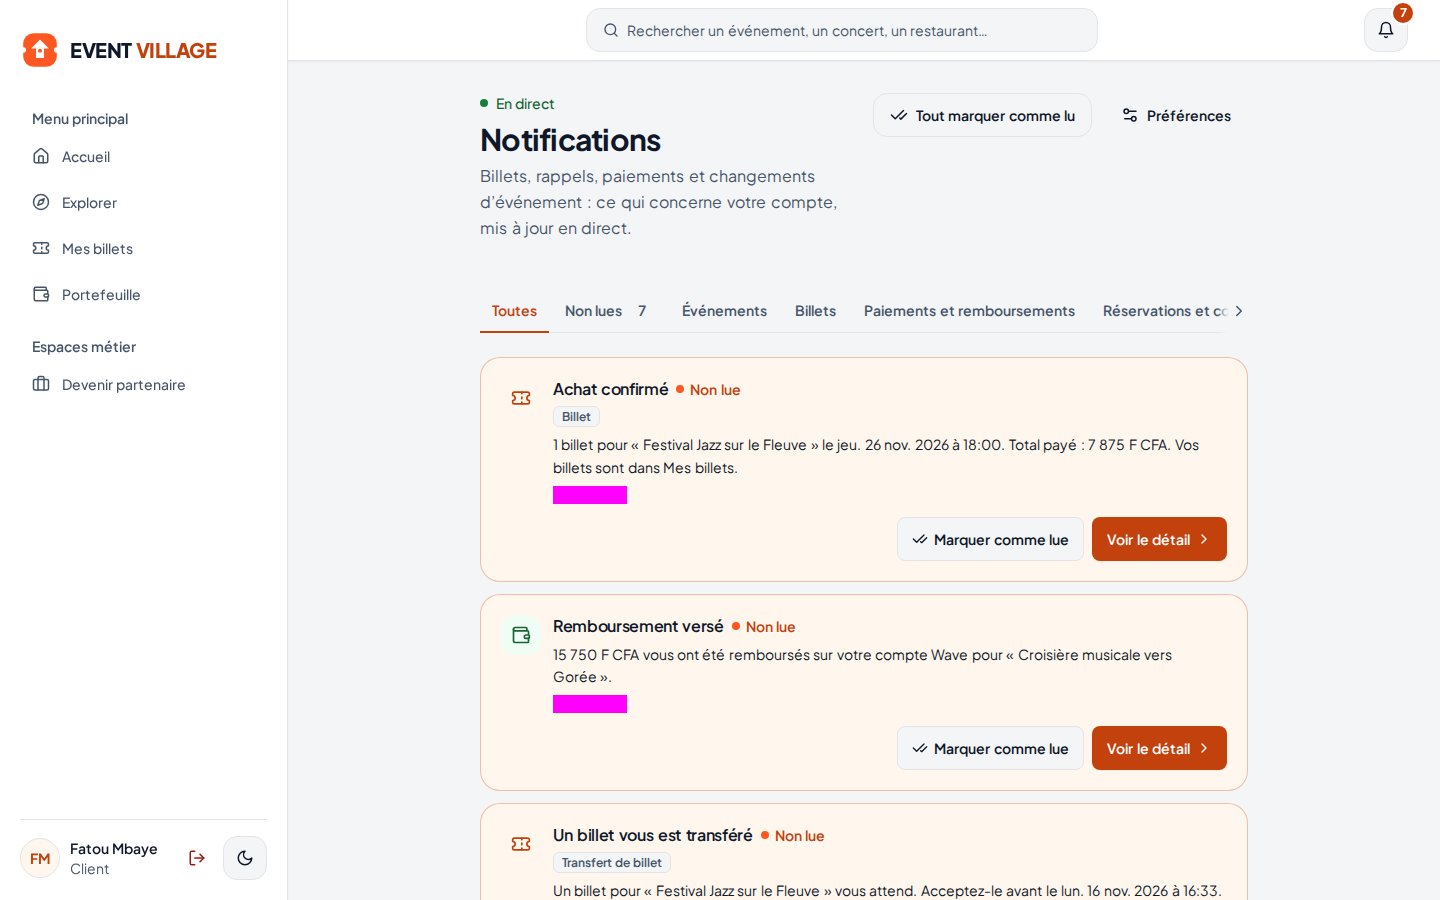 EVENT VILLAGE
Rechercher un événement, un concert, un restaurant...
7
Menu principal
Accueil
Explorer
Mes billets
Portefeuille
Espaces métier
Devenir partenaire
FM
Fatou Mbaye
Client
En direct
Notifications
Billets, rappels, paiements et changements
d’événement : ce qui concerne votre compte,
mis à jour en direct.
Tout marquer comme lu
Préférences
Toutes
Non lues 7
Événements
Billets
Paiements et remboursements
Réservations et
Achat confirmé
Non lue
Billet
1 billet pour « Festival Jazz sur le Fleuve » le jeu. 26 nov. 2026 à 18:00. Total payé : 7 875 F CFA. Vos
billets sont dans Mes billets.
Marquer comme lue
Voir le détail
Remboursement versé
Non lue
15 750 F CFA vous ont été remboursés sur votre compte Wave pour « Croisière musicale vers
Gorée ».
Marquer comme lue
Voir le détail
Un billet vous est transféré
Non lue
Transfert de billet
Un billet pour « Festival Jazz sur le Fleuve » vous attend. Acceptez-le avant le lun. 16 nov. 2026 à 16:33.